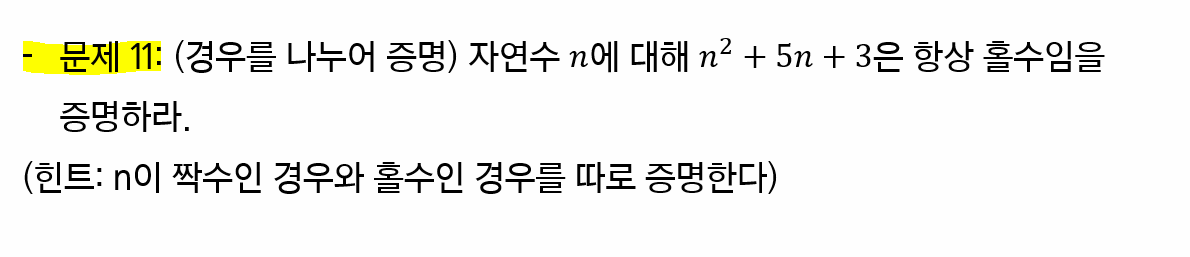 - 문제 11: (경우를 나누어 증명) 자연수 n에 대해 n² + 5n + 3은 항상 홀수임을
증명하라.
(힌트: n이 짝수인 경우와 홀수인 경우를 따로 증명한다)